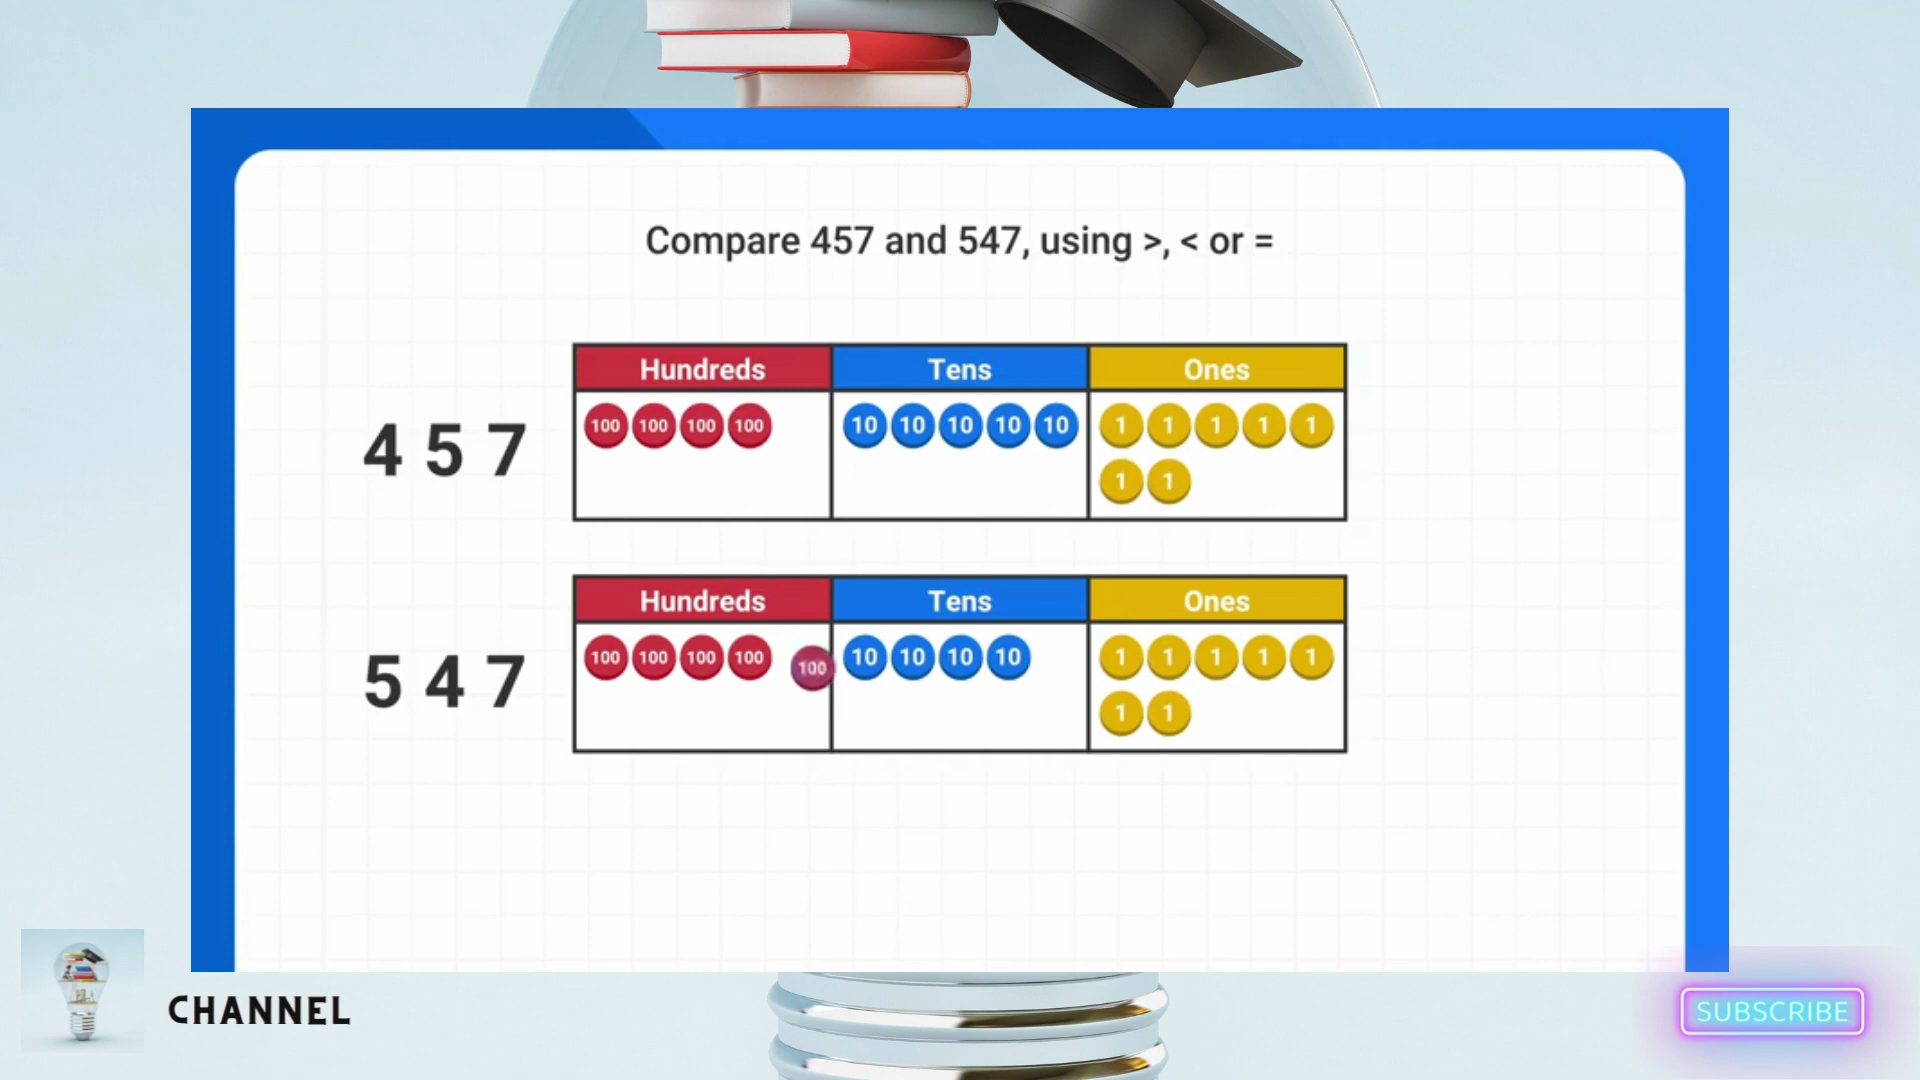 Compare 457 and 547, using >, < or =
Hundreds Tens Ones
4 5 7
100 100 100 100 10 10 10 10 10 1 1 1 1 1
1 1
Hundreds Tens Ones
5 4 7
100 100 100 100 100 10 10 10 10 1 1 1 1 1
1 1
CHANNEL
SUBSCRIBE